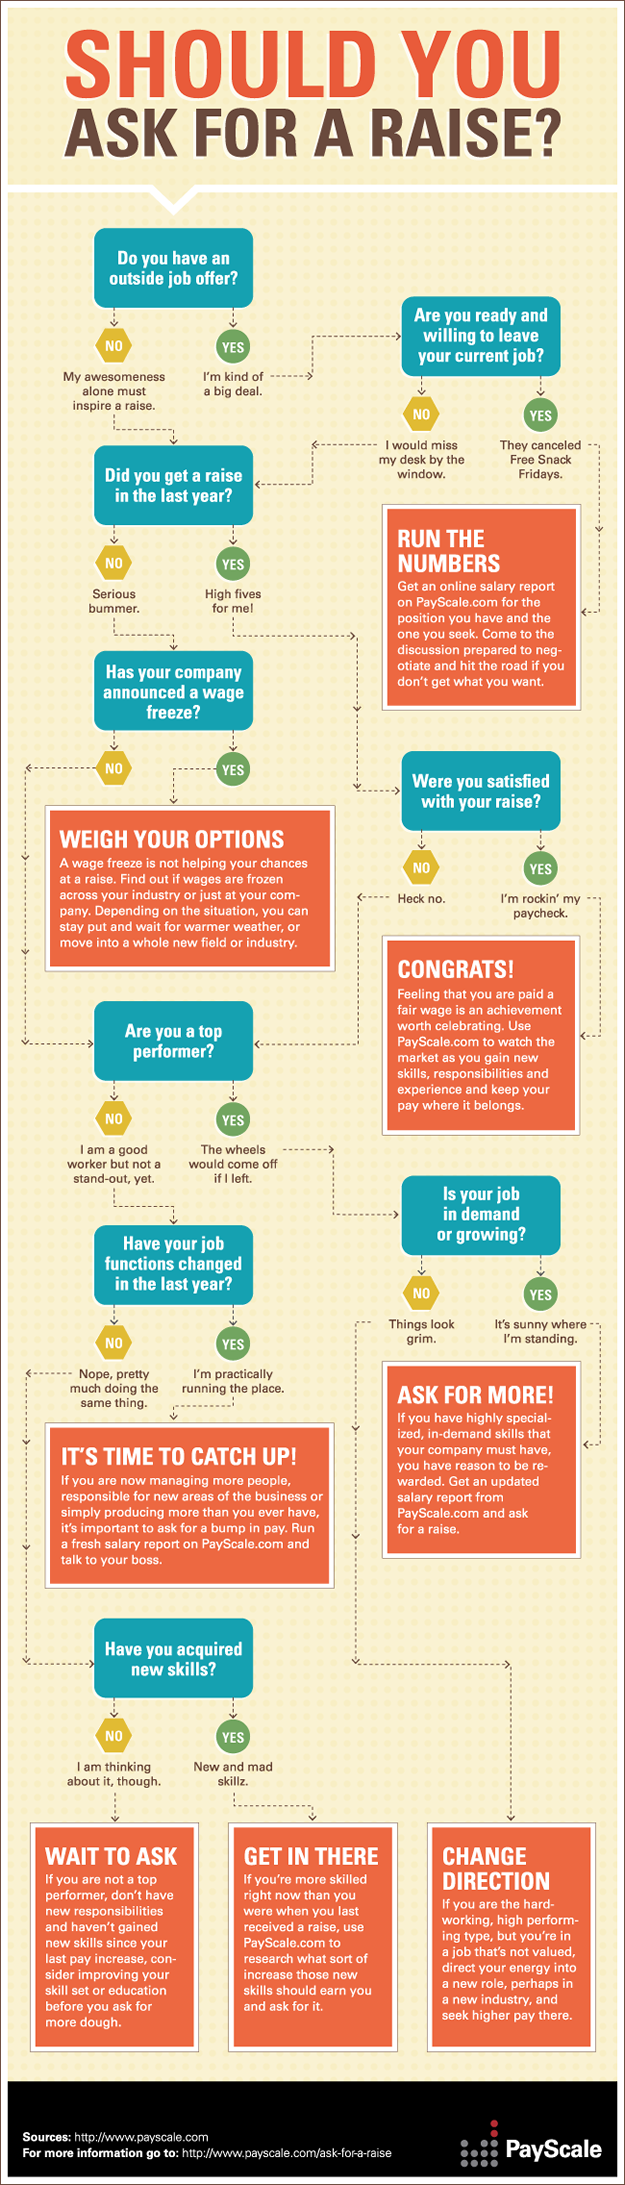 SHOULD YOU
ASK FOR A RAISE?
Do you have an
outside job offer?
NO
YES
My awesomeness
alone must
inspire a raise.
I'm kind of
a big deal.
Are you ready and
willing to leave
your current job?
NO
YES
I would miss
my desk by the
window.
They canceled
Free Snack
Fridays.
Did you get a raise
in the last year?
NO
YES
Serious
bummer.
High fives
for me!
RUN THE
NUMBERS
Get an online salary report
on PayScale.com for the
position you have and the
one you seek. Come to the
discussion prepared to neg-
otiate and hit the road if you
don't get what you want.
Has your company
announced a wage
freeze?
NO
YES
WEIGH YOUR OPTIONS
A wage freeze is not helping your chances
at a raise. Find out if wages are frozen
across your industry or just at your com-
pany. Depending on the situation, you can
stay put and wait for warmer weather, or
move into a whole new field or industry.
Were you satisfied
with your raise?
NO
YES
Heck no.
I'm rockin' my
paycheck.
CONGRATS!
Feeling that you are paid a
fair wage is an achievement
worth celebrating. Use
PayScale.com to watch the
market as you gain new
skills, responsibilities and
experience and keep your
pay where it belongs.
Are you a top
performer?
NO
YES
I am a good
worker but not a
stand-out, yet.
The wheels
would come off
if I left.
Is your job
in demand
or growing?
NO
YES
Things look
grim.
It's sunny where
I'm standing.
Have your job
functions changed
in the last year?
NO
YES
Nope, pretty
much doing the
same thing.
I'm practically
running the place.
ASK FOR MORE!
If you have highly special-
ized, in-demand skills that
your company must have,
you have reason to be re-
warded. Get an updated
salary report from
PayScale.com and ask
for a raise.
IT'S TIME TO CATCH UP!
If you are now managing more people,
responsible for new areas of the business or
simply producing more than you ever have,
it's important to ask for a bump in pay. Run
a fresh salary report on PayScale.com and
talk to your boss.
Have you acquired
new skills?
NO
YES
I am thinking
about it, though.
New and mad
skillz.
WAIT TO ASK
If you are not a top
performer, don't have
new responsibilities
and haven't gained
new skills since your
last pay increase, con-
sider improving your
skill set or education
before you ask for
more dough.
GET IN THERE
If you're more skilled
right now than you
were when you last
received a raise, use
PayScale.com to
research what sort of
increase those new
skills should earn you
and ask for it.
CHANGE
DIRECTION
If you are the hard-
working, high perform-
ing type, but you're in
a job that's not valued,
direct your energy into
a new role, perhaps in
a new industry, and
seek higher pay there.
Sources: http://www.payscale.com
For more information go to: http://www.payscale.com/ask-for-a-raise
PayScale